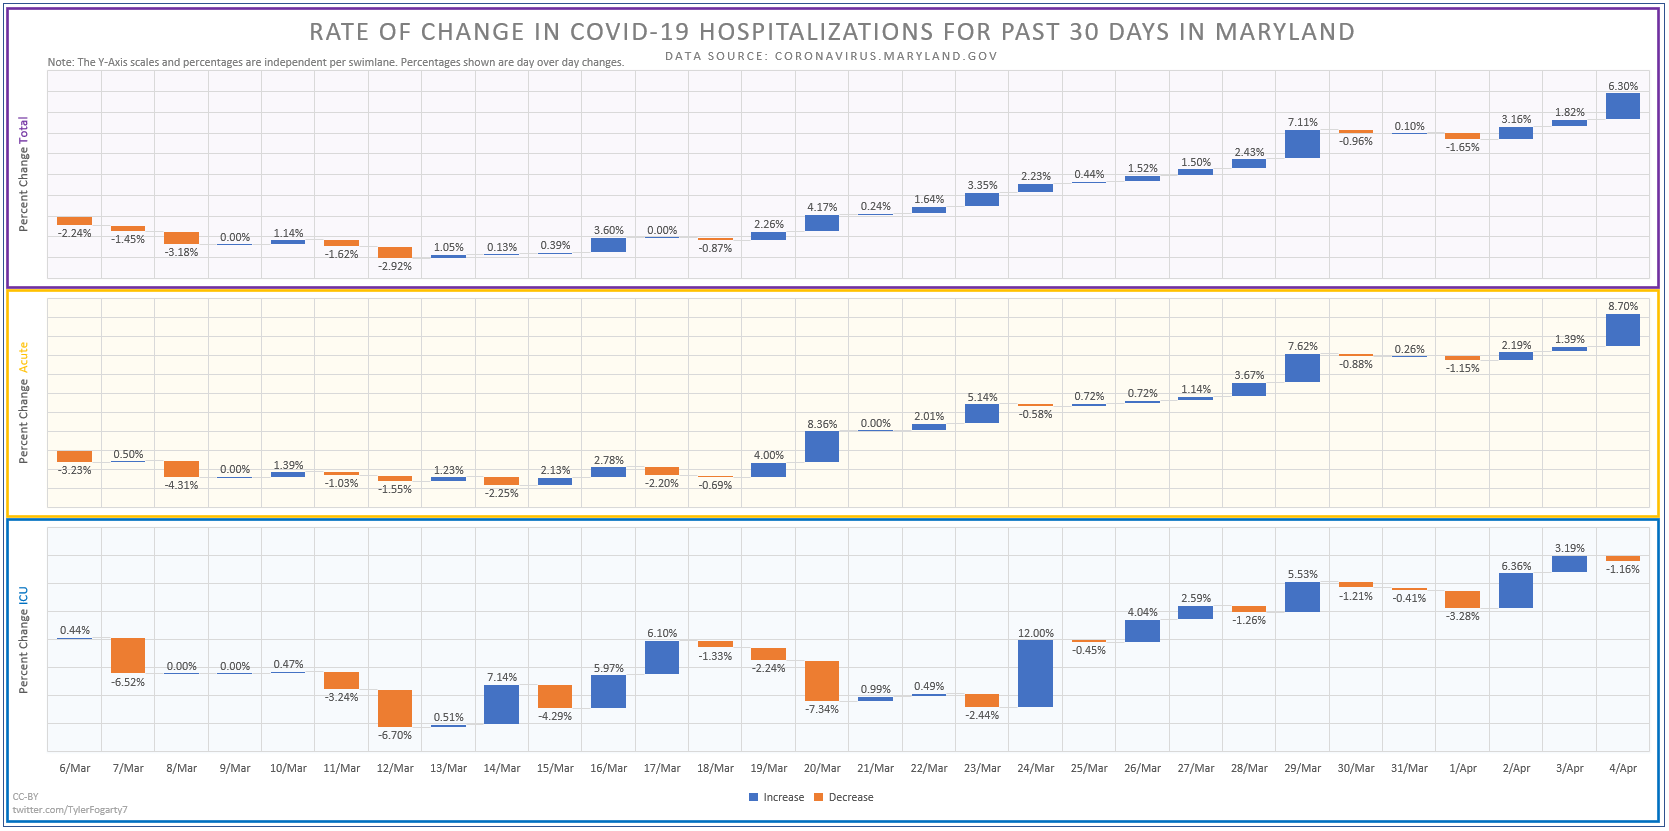 RATE OF CHANGE IN COVID-19 HOSPITALIZATIONS FOR PAST 30 DAYS IN MARYLAND
DATA SOURCE: CORONAVIRUS.MARYLAND.GOV
Note: The Y-Axis scales and percentages are independent per swimlane. Percentages shown are day over day changes.
Percent Change Total
-2.24% -1.45% -3.18% 0.00% 1.14% -1.62% -2.92% 1.05% 0.13% 0.39% 3.60% 0.00% -0.87% 2.26% 4.17% 0.24% 1.64% 3.35% 2.23% 0.44% 1.52% 1.50% 2.43% 7.11% -0.96% 0.10% -1.65% 3.16% 1.82% 6.30%
Percent Change Acute
-3.23% 0.50% -4.31% 0.00% 1.39% -1.03% -1.55% 1.23% -2.25% 2.13% 2.78% -2.20% -0.69% 4.00% 8.36% 0.00% 2.01% 5.14% -0.58% 0.72% 0.72% 1.14% 3.67% 7.62% -0.88% 0.26% -1.15% 2.19% 1.39% 8.70%
Percent Change ICU
0.44% -6.52% 0.00% 0.00% 0.47% -3.24% -6.70% 0.51% 7.14% -4.29% 5.97% 6.10% -1.33% -2.24% -7.34% 0.99% 0.49% -2.44% 12.00% -0.45% 4.04% 2.59% -1.26% 5.53% -1.21% -0.41% -3.28% 6.36% 3.19% -1.16%
6/Mar 7/Mar 8/Mar 9/Mar 10/Mar 11/Mar 12/Mar 13/Mar 14/Mar 15/Mar 16/Mar 17/Mar 18/Mar 19/Mar 20/Mar 21/Mar 22/Mar 23/Mar 24/Mar 25/Mar 26/Mar 27/Mar 28/Mar 29/Mar 30/Mar 31/Mar 1/Apr 2/Apr 3/Apr 4/Apr
Increase Decrease
CC-BY
twitter.com/TylerFogarty7